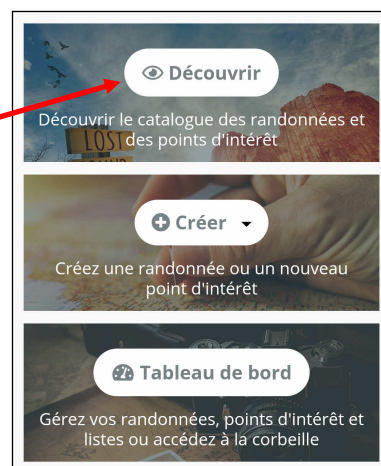 Découvrir
Découvrir le catalogue des randonnées et
des points d'intérêt
LOST
Créer
Créez une randonnée ou un nouveau
point d'intérêt
Tableau de bord
Gérez vos randonnées, points d'intérêt et
listes ou accédez à la corbeille